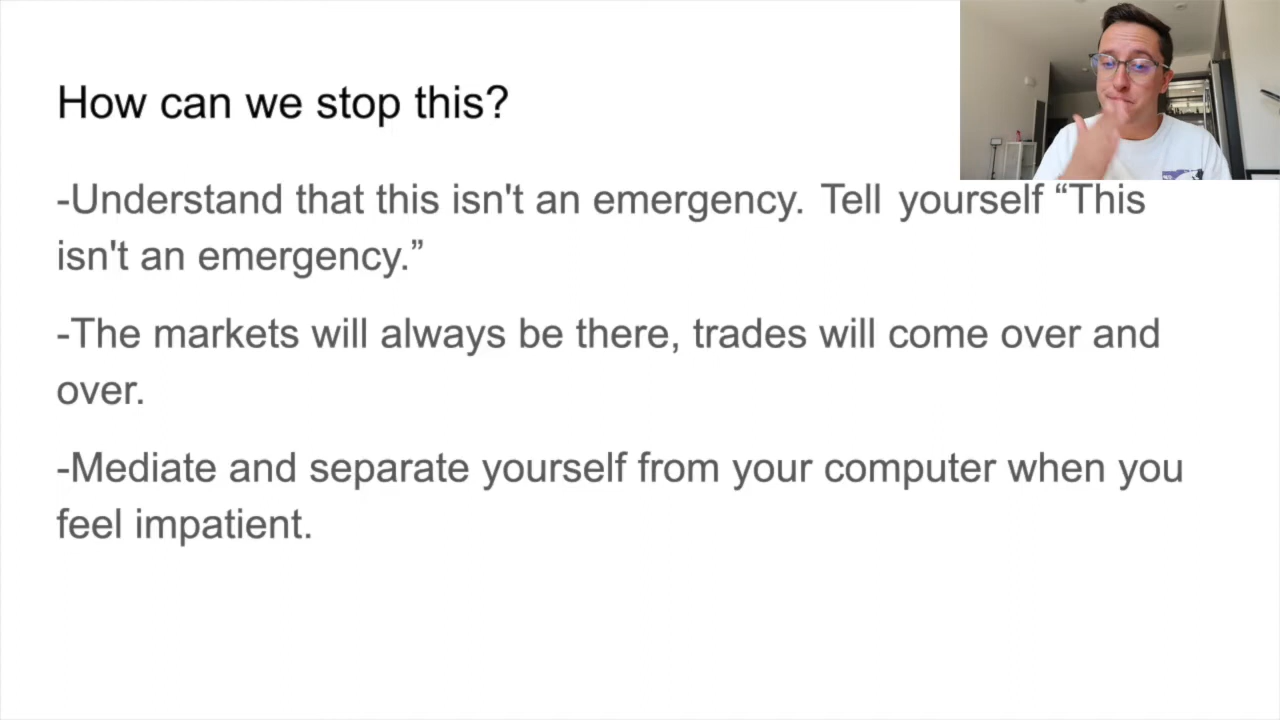 How can we stop this?
-Understand that this isn't an emergency. Tell yourself “This
isn't an emergency.”
-The markets will always be there, trades will come over and
over.
-Mediate and separate yourself from your computer when you
feel impatient.